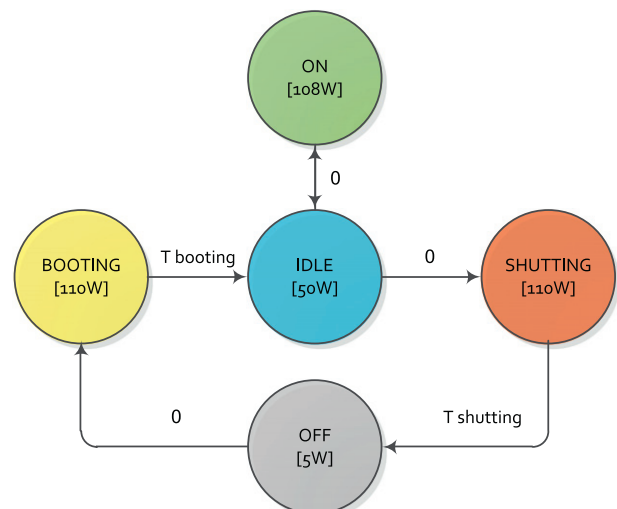 ON
[108W]
0
BOOTING
[110W]
T booting
IDLE
[50W]
0
SHUTTING
[110W]
0
OFF
[5W]
T shutting